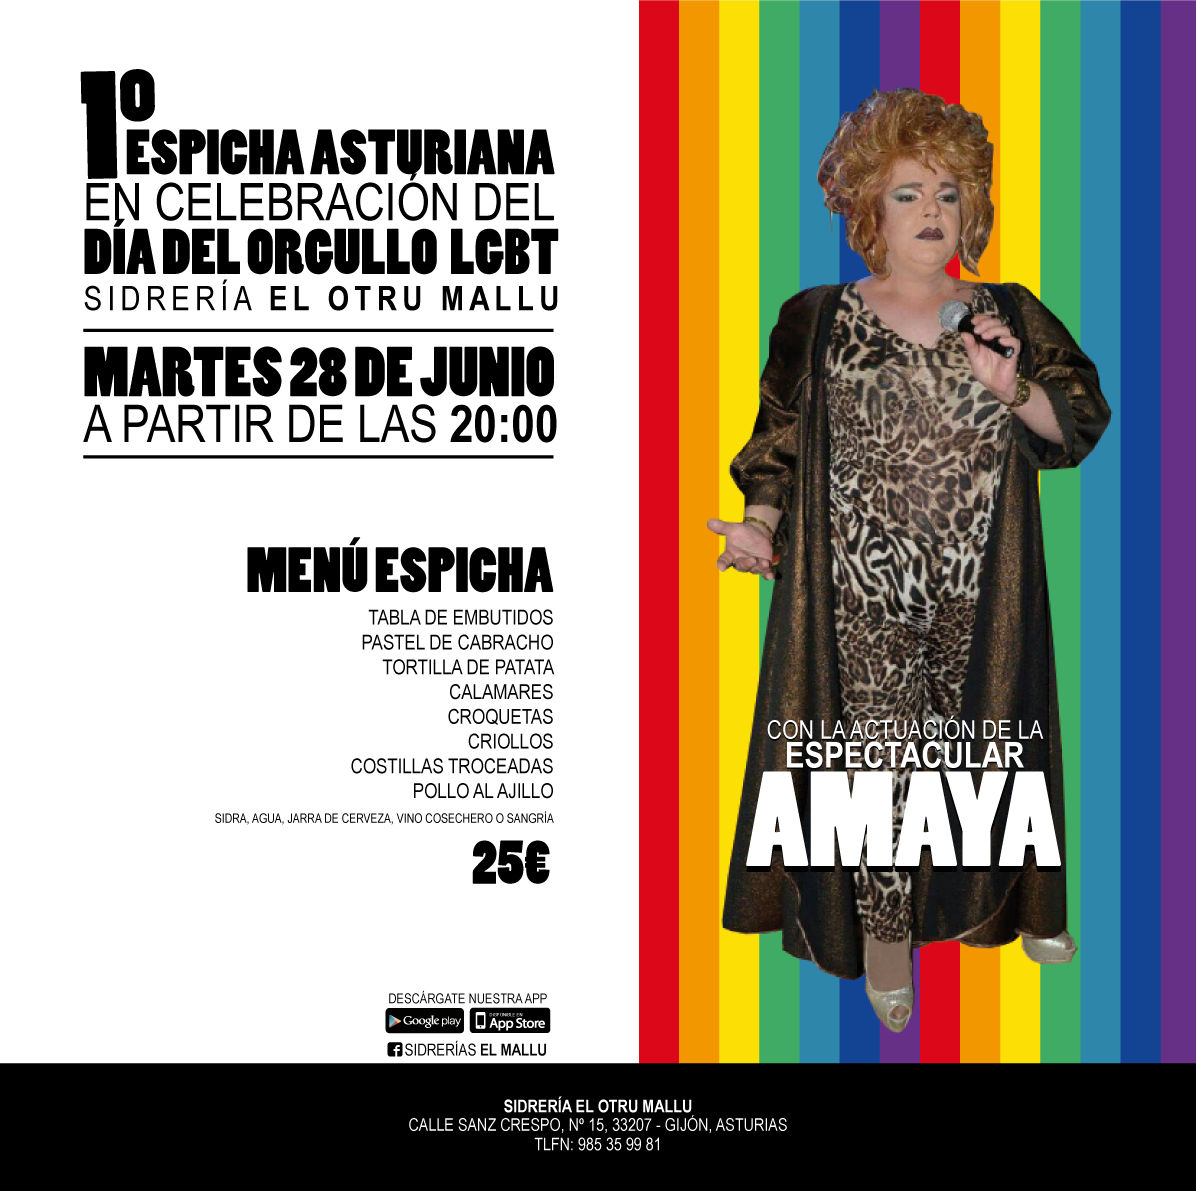 1º
ESPICHA ASTURIANA
EN CELEBRACIÓN DEL
DÍA DEL ORGULLO LGBT
SIDRERÍA EL OTRU MALLU
MARTES 28 DE JUNIO
A PARTIR DE LAS 20:00
MENÚ ESPICHA
TABLA DE EMBUTIDOS
PASTEL DE CABRACHO
TORTILLA DE PATATA
CALAMARES
CROQUETAS
CRIOLLOS
COSTILLAS TROCEADAS
POLLO AL AJILLO
SIDRA, AGUA, JARRA DE CERVEZA, VINO COSECHERO O SANGRÍA
25€
CON LA ACTUACIÓN DE LA
ESPECTACULAR
AMAYA
DESCÁRGATE NUESTRA APP
Google play
DISPONIBLE EN
App Store
SIDRERÍAS EL MALLU
SIDRERÍA EL OTRU MALLU
CALLE SANZ CRESPO, Nº 15, 33207 - GIJÓN, ASTURIAS
TLFN: 985 35 99 81